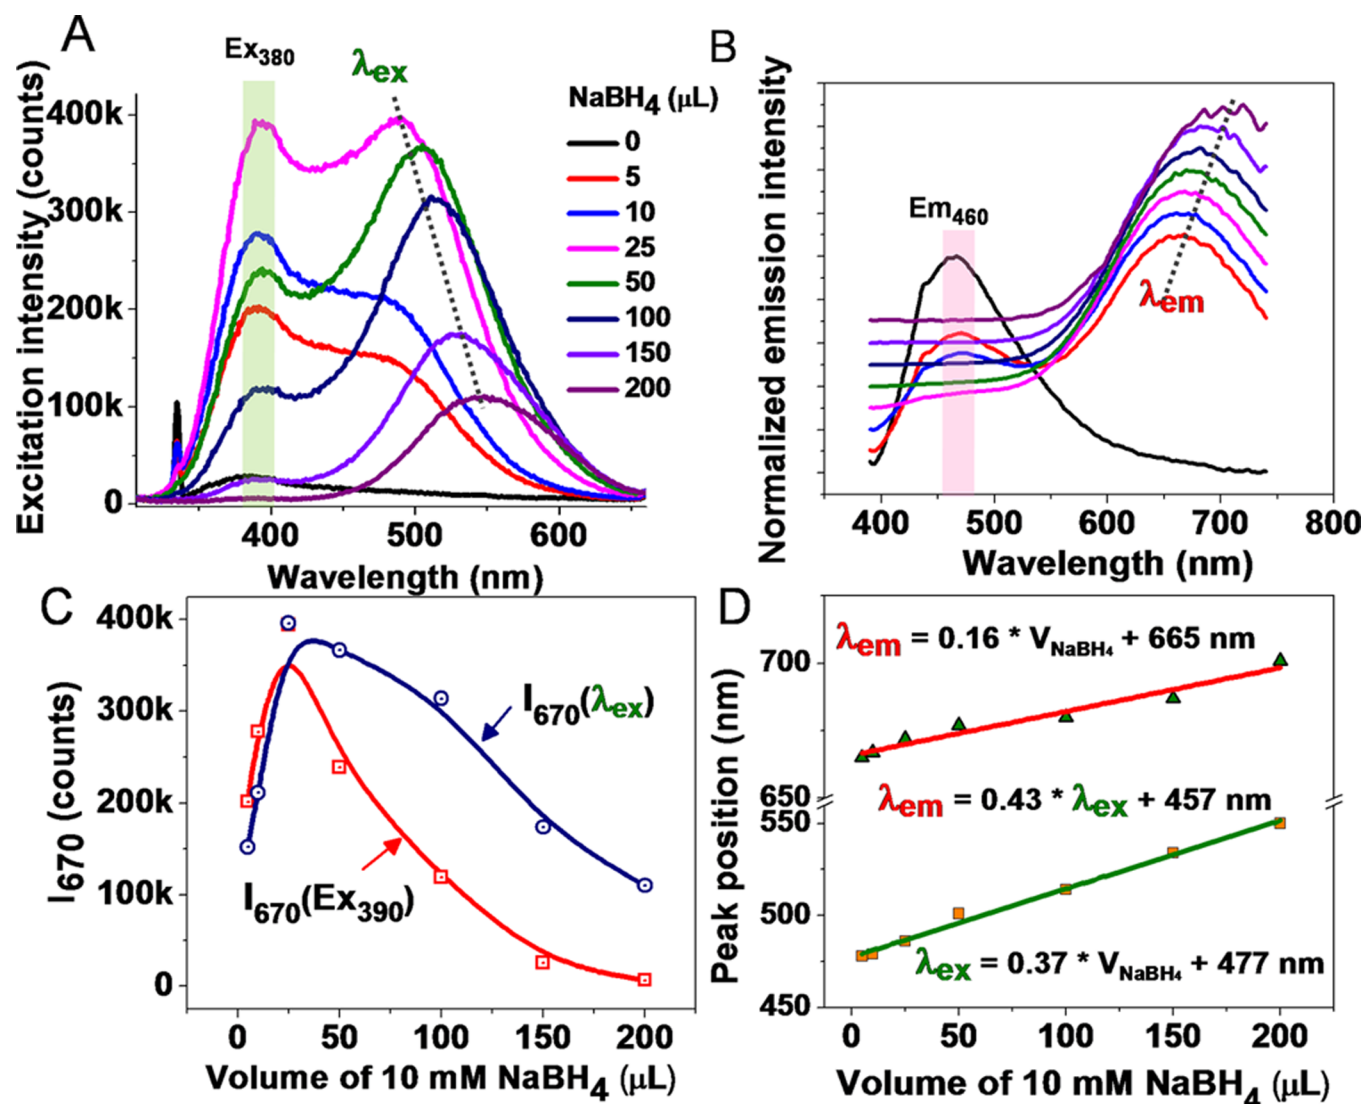 A
Ex380
λex
Excitation intensity (counts)
400k
300k
200k
100k
0
400
500
600
Wavelength (nm)
NaBH4 (μL)
0
5
10
25
50
100
150
200
B
Em460
λem
Normalized emission intensity
400
500
600
700
800
Wavelength (nm)
C
I670 (counts)
400k
300k
200k
100k
0
I670(λex)
I670(Ex390)
0
50
100
150
200
Volume of 10 mM NaBH4 (μL)
D
Peak position (nm)
700
650
550
500
450
λem = 0.16 * VNaBH4 + 665 nm
λem = 0.43 * λex + 457 nm
λex = 0.37 * VNaBH4 + 477 nm
0
50
100
150
200
Volume of 10 mM NaBH4 (μL)